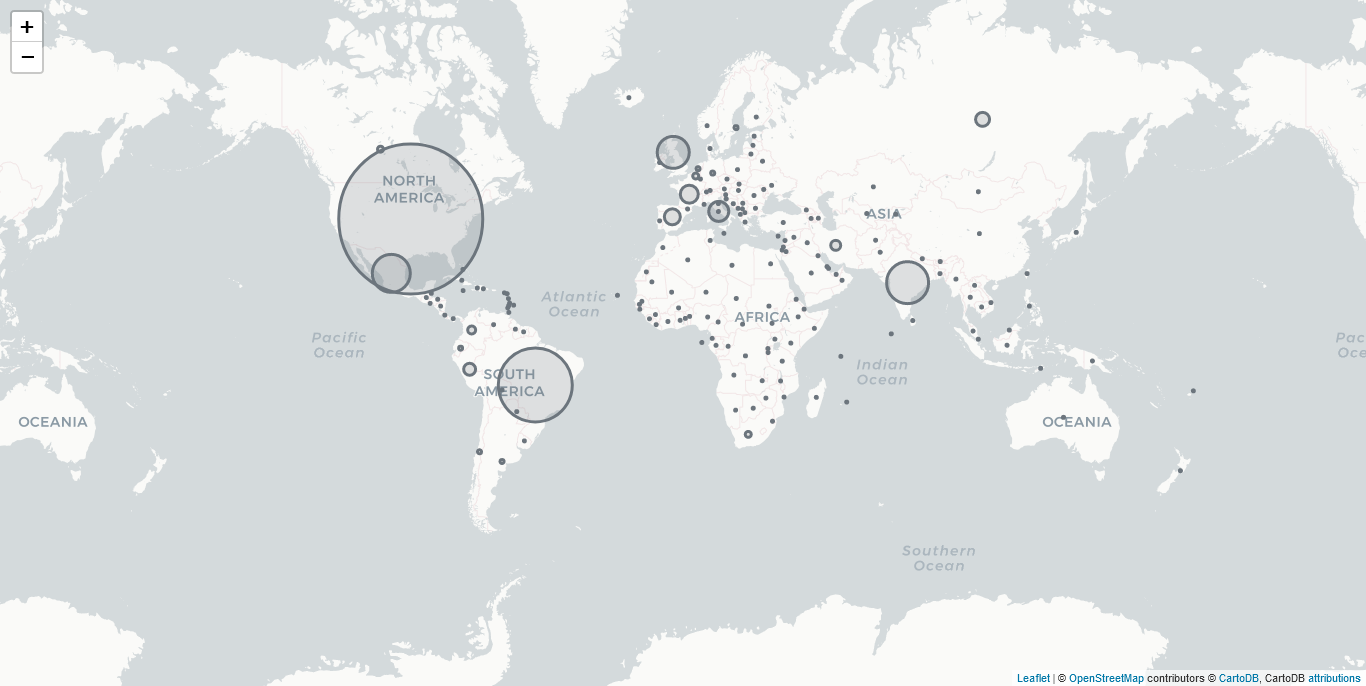 +
−
NORTH
AMERICA
ASIA
Atlantic
Ocean
AFRICA
Pacific
Ocean
Pac
Oce
Indian
Ocean
SOUTH
AMERICA
OCEANIA
OCEANIA
Southern
Ocean
Leaflet | © OpenStreetMap contributors © CartoDB, CartoDB attributions